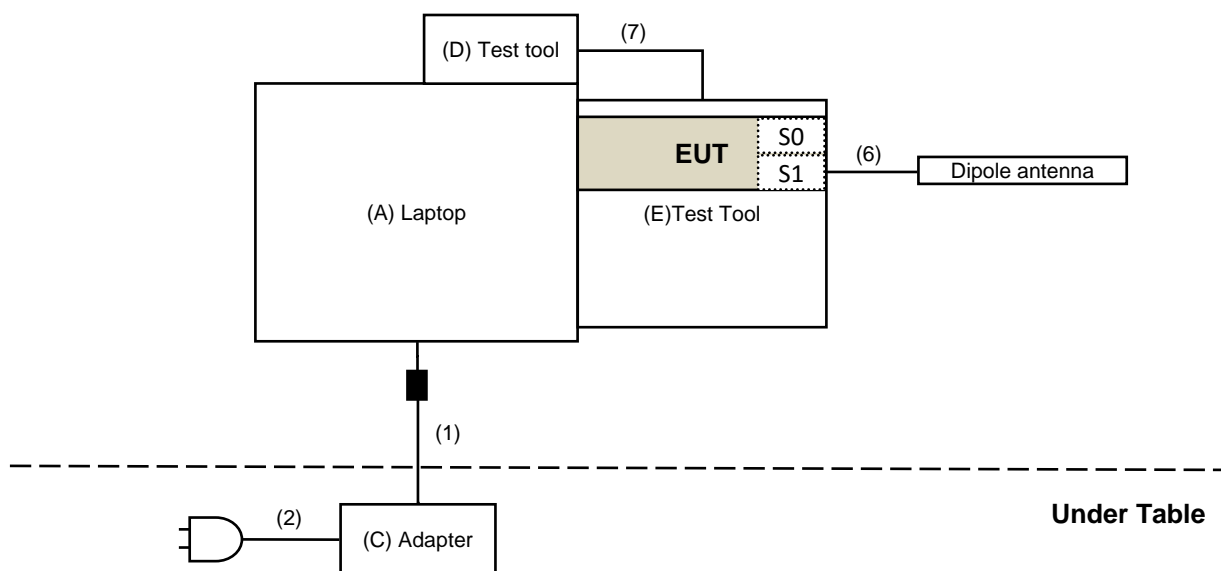 (D) Test tool
(7)
EUT
S0
S1
(6)
Dipole antenna
(A) Laptop
(E)Test Tool
(1)
(2)
(C) Adapter
Under Table